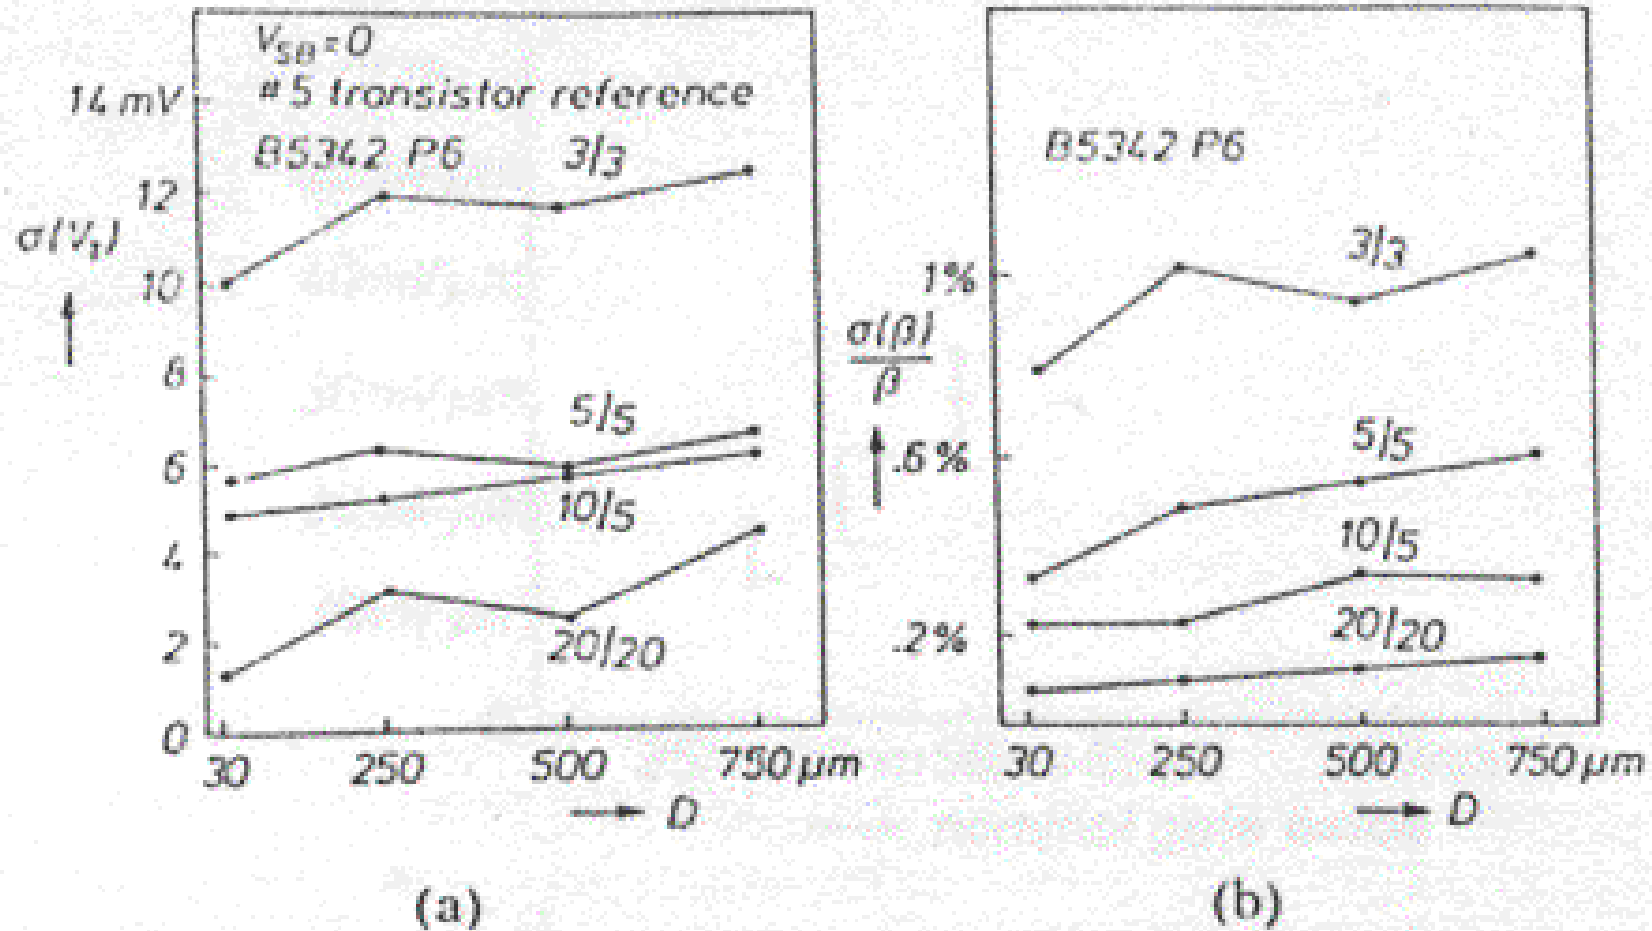 V_SB = 0
# 5 transistor reference
B5342 P6
3/3
14 mV
12
σ(V_T)
10
8
6
4
2
0
5/5
10/5
20/20
30
250
500
750 μm
D
(a)
B5342 P6
3/3
1%
σ(β)
β
.6%
.2%
5/5
10/5
20/20
30
250
500
750 μm
D
(b)